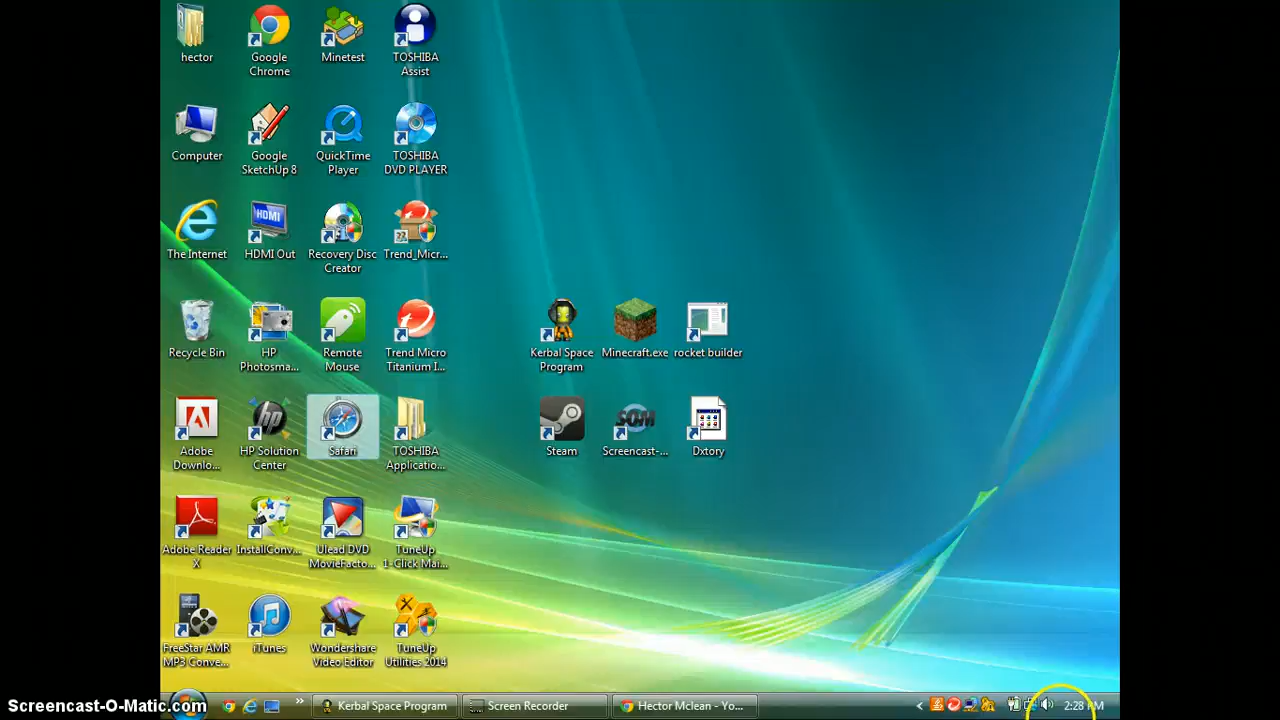 hector
Google
Chrome
Minetest
TOSHIBA
Assist
Computer
Google
SketchUp 8
QuickTime
Player
TOSHIBA
DVD PLAYER
The Internet
HDMI
HDMI Out
Recovery Disc
Creator
Trend_Micr...
Recycle Bin
HP
Photosma...
Remote
Mouse
Trend Micro
Titanium I...
Kerbal Space
Program
Minecraft.exe
rocket builder
Adobe
Downlo...
hp
HP Solution
Center
Safari
TOSHIBA
Applicatio...
Steam
SOM
Screencast-...
Dxtory
Adobe Reader
X
InstallConv...
Ulead DVD
MovieFacto...
TuneUp
1-Click Mai...
FreeStar AMR
MP3 Conve...
iTunes
Wondershare
Video Editor
TuneUp
Utilities 2014
Screencast-O-Matic.com
Kerbal Space Program
Screen Recorder
Hector Mclean - Yo...
2:28 PM